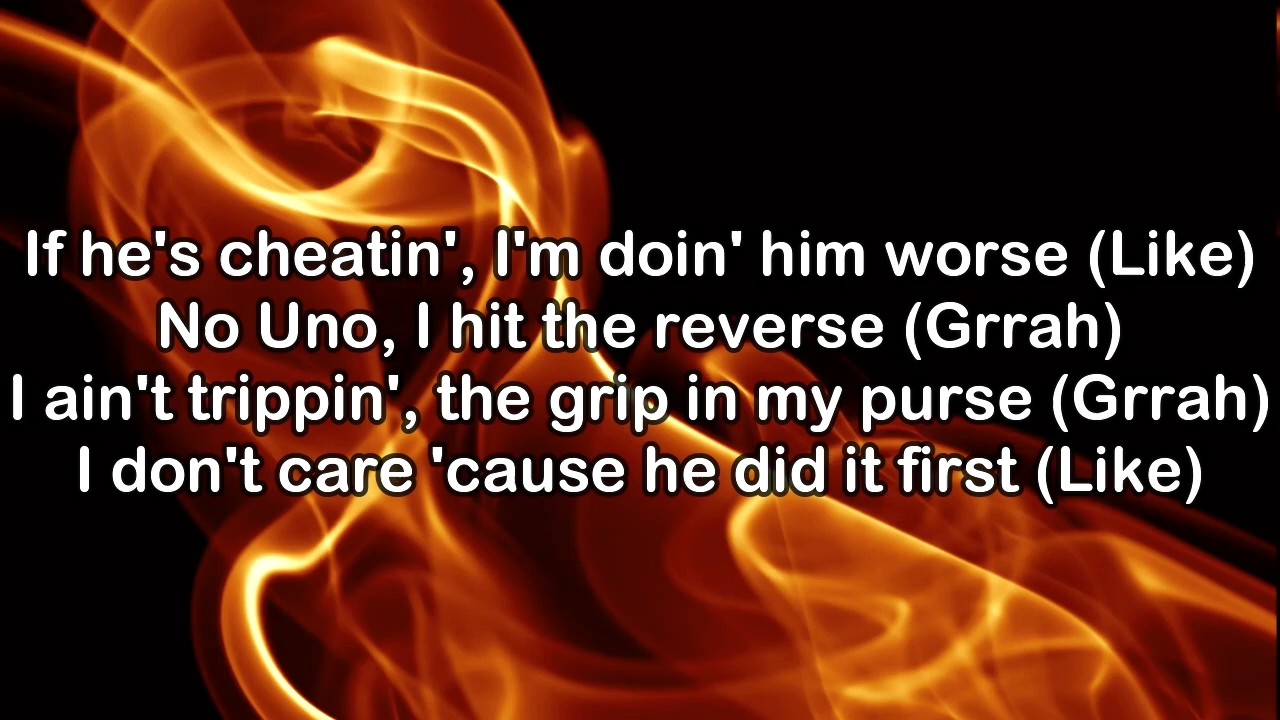 If he's cheatin', I'm doin' him worse (Like)
No Uno, I hit the reverse (Grrah)
I ain't trippin', the grip in my purse (Grrah)
I don't care 'cause he did it first (Like)